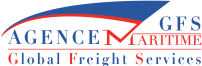 GFS
AGENCE MARITIME
Global Freight Services